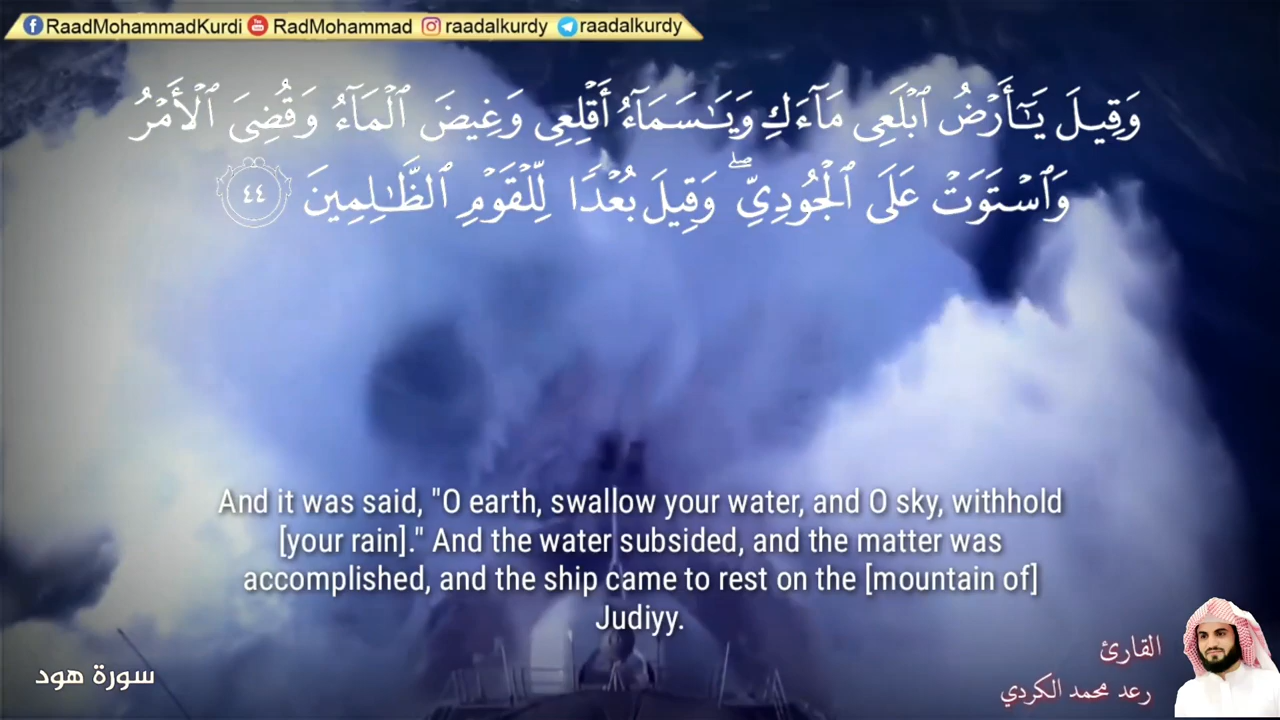 RaadMohammadKurdi RadMohammad raadalkurdy raadalkurdy
وَقِيلَ يَـٰٓأَرۡضُ ٱبۡلَعِى مَآءَكِ وَيَـٰسَمَآءُ أَقۡلِعِى وَغِيضَ ٱلۡمَآءُ وَقُضِىَ ٱلۡأَمۡرُ
وَٱسۡتَوَتۡ عَلَى ٱلۡجُودِىِّۖ وَقِيلَ بُعۡدٗا لِّلۡقَوۡمِ ٱلظَّـٰلِمِينَ ٤٤
And it was said, "O earth, swallow your water, and O sky, withhold
[your rain]." And the water subsided, and the matter was
accomplished, and the ship came to rest on the [mountain of]
Judiyy.
القارئ
رعد محمد الكردي
سورة هود